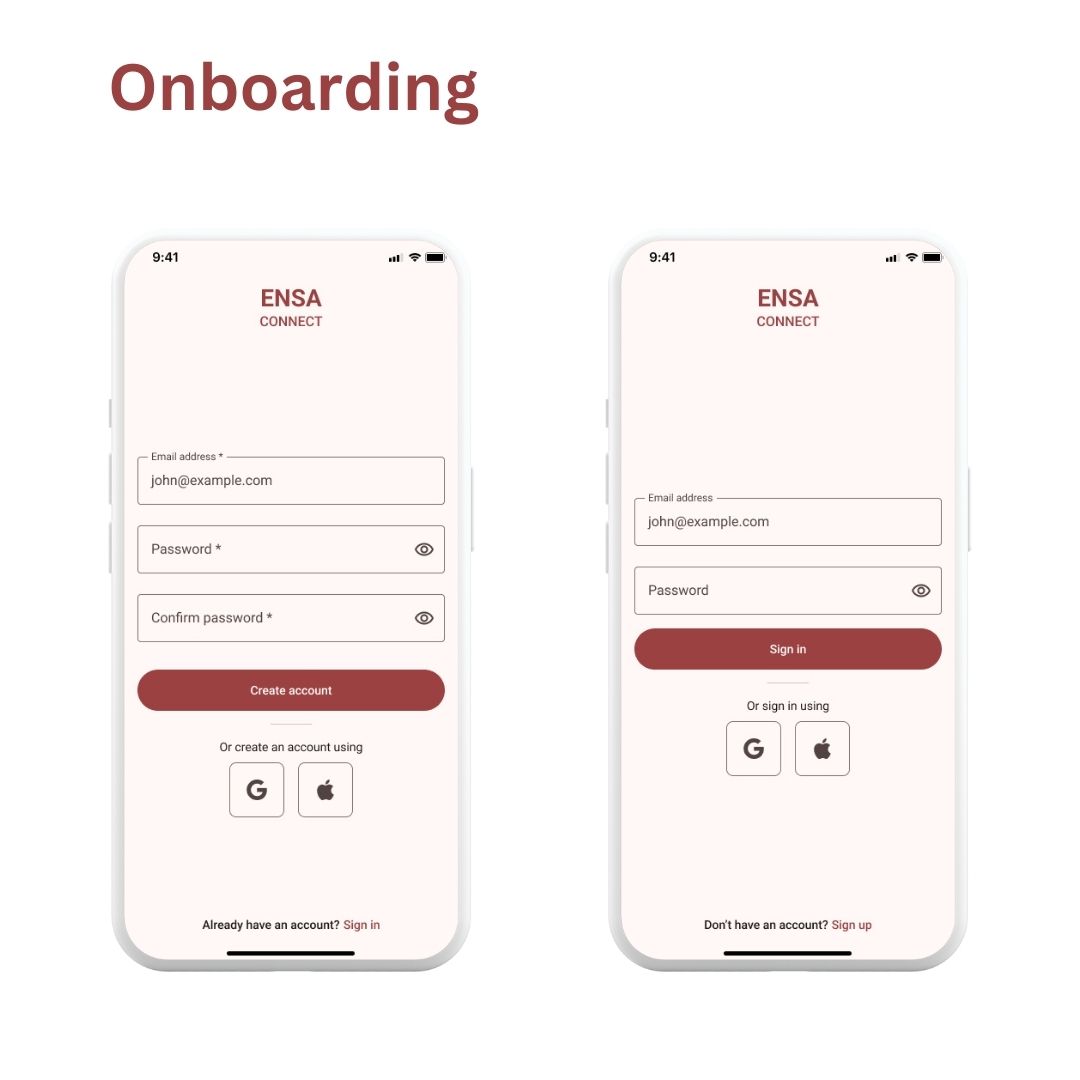 Onboarding
9:41
ENSA
CONNECT
Email address *
john@example.com
Password *
Confirm password *
Create account
Or create an account using
G
Already have an account? Sign in
9:41
ENSA
CONNECT
Email address
john@example.com
Password
Sign in
Or sign in using
G
Don't have an account? Sign up